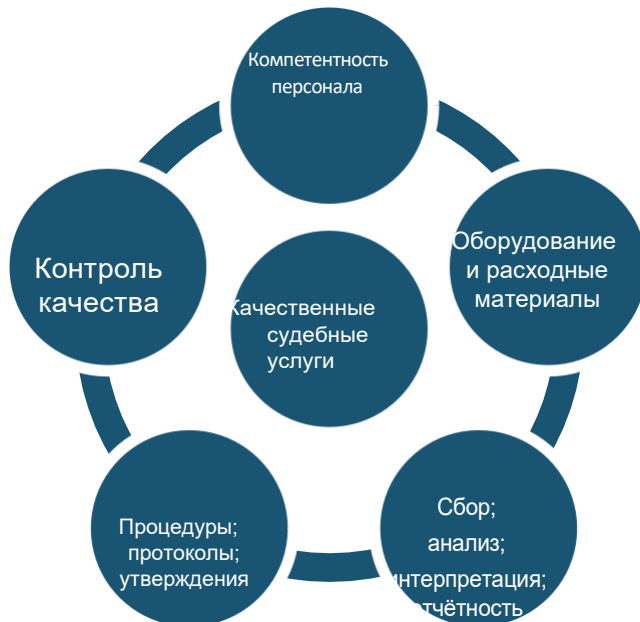 Компетентность
персонала
Оборудование
и расходные
материалы
Контроль
качества
Качественные
судебные
услуги
Сбор;
анализ;
интерпретация;
отчётность
Процедуры;
протоколы;
утверждения